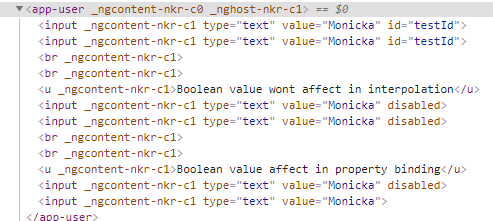 ▼<app-user _ngcontent-nkr-c0 _nghost-nkr-c1> == $0
<input _ngcontent-nkr-c1 type="text" value="Monicka" id="testId">
<input _ngcontent-nkr-c1 type="text" value="Monicka" id="testId">
<br _ngcontent-nkr-c1>
<br _ngcontent-nkr-c1>
<u _ngcontent-nkr-c1>Boolean value wont affect in interpolation</u>
<input _ngcontent-nkr-c1 type="text" value="Monicka" disabled>
<input _ngcontent-nkr-c1 type="text" value="Monicka" disabled>
<br _ngcontent-nkr-c1>
<br _ngcontent-nkr-c1>
<u _ngcontent-nkr-c1>Boolean value affect in property binding</u>
<input _ngcontent-nkr-c1 type="text" value="Monicka" disabled>
<input _ngcontent-nkr-c1 type="text" value="Monicka">
</app-user>